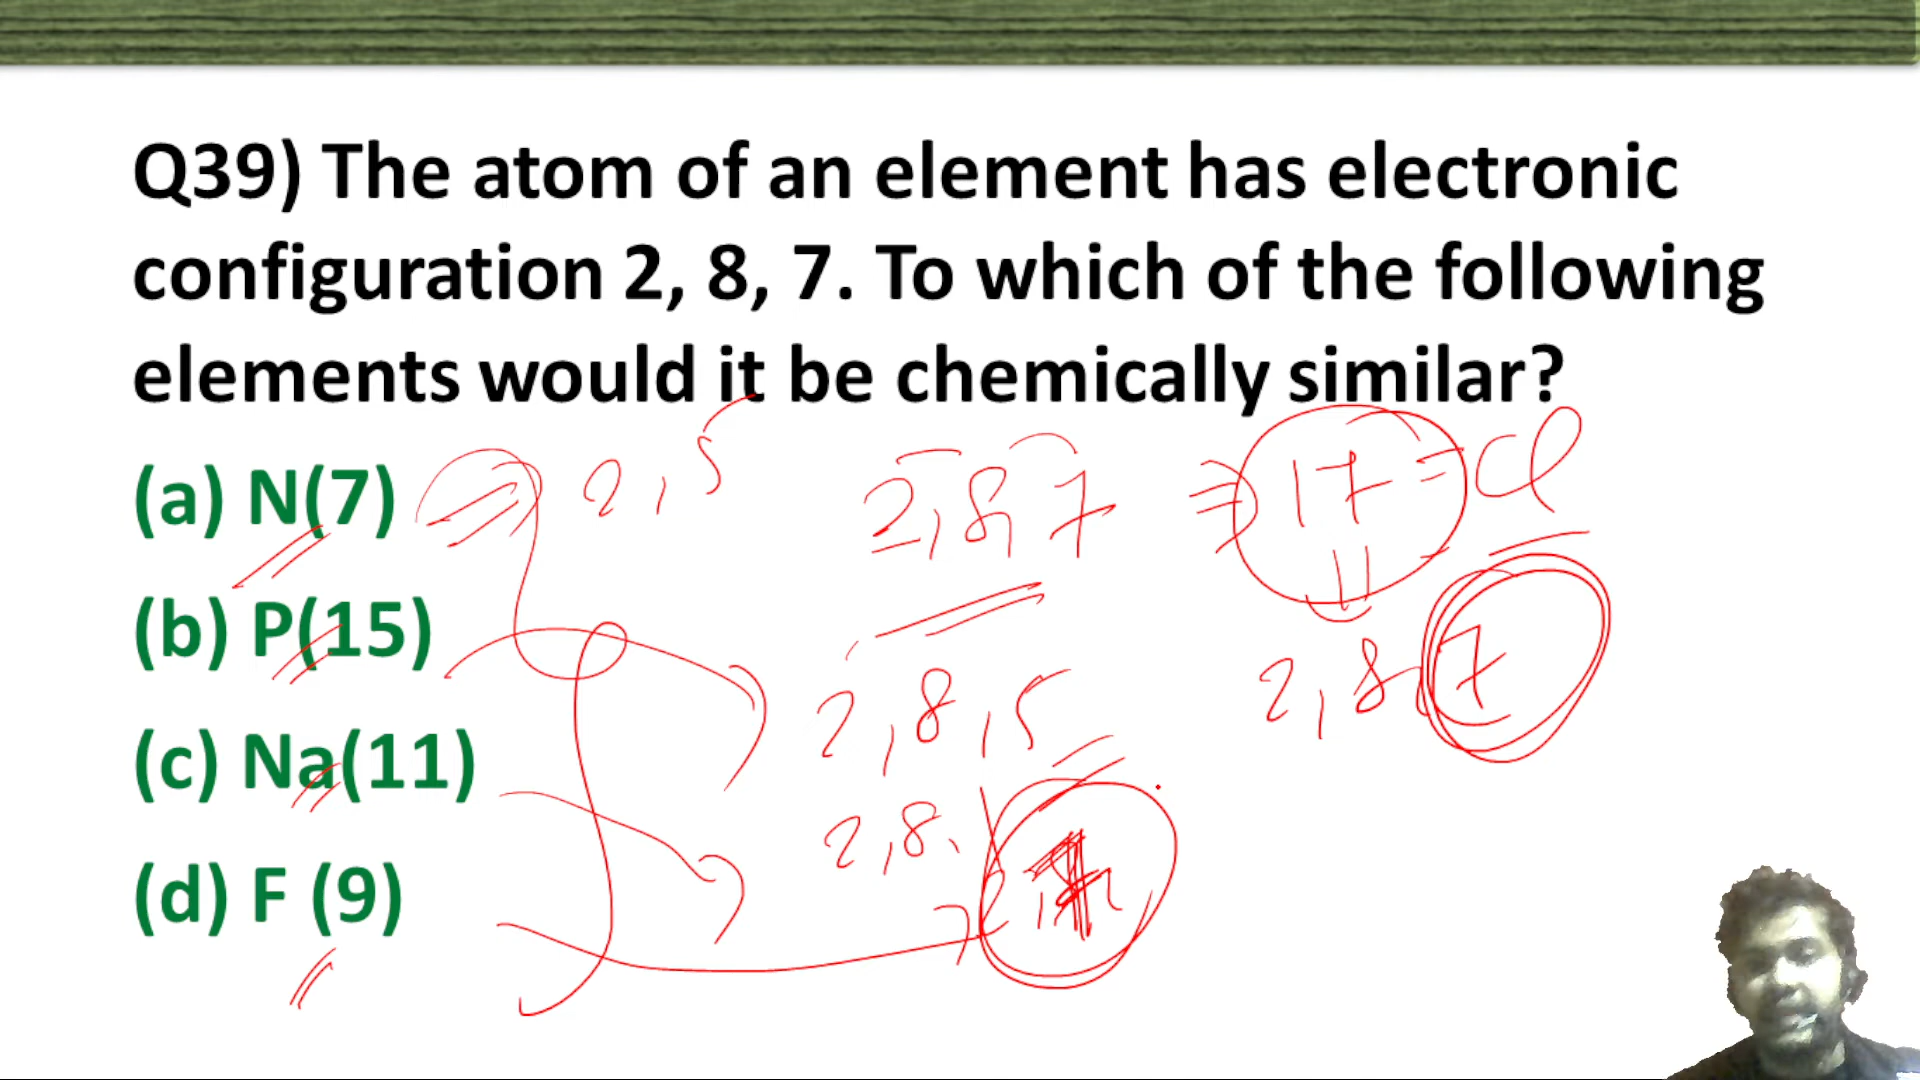 Q39) The atom of an element has electronic
configuration 2, 8, 7. To which of the following
elements would it be chemically similar?
(a) N(7) 2, 5 2, 8, 7 ⇒ 17 = Cl
(b) P(15) 2, 8, 5 2, 8, 7
(c) Na(11) 2, 8, 1
(d) F (9) 2,